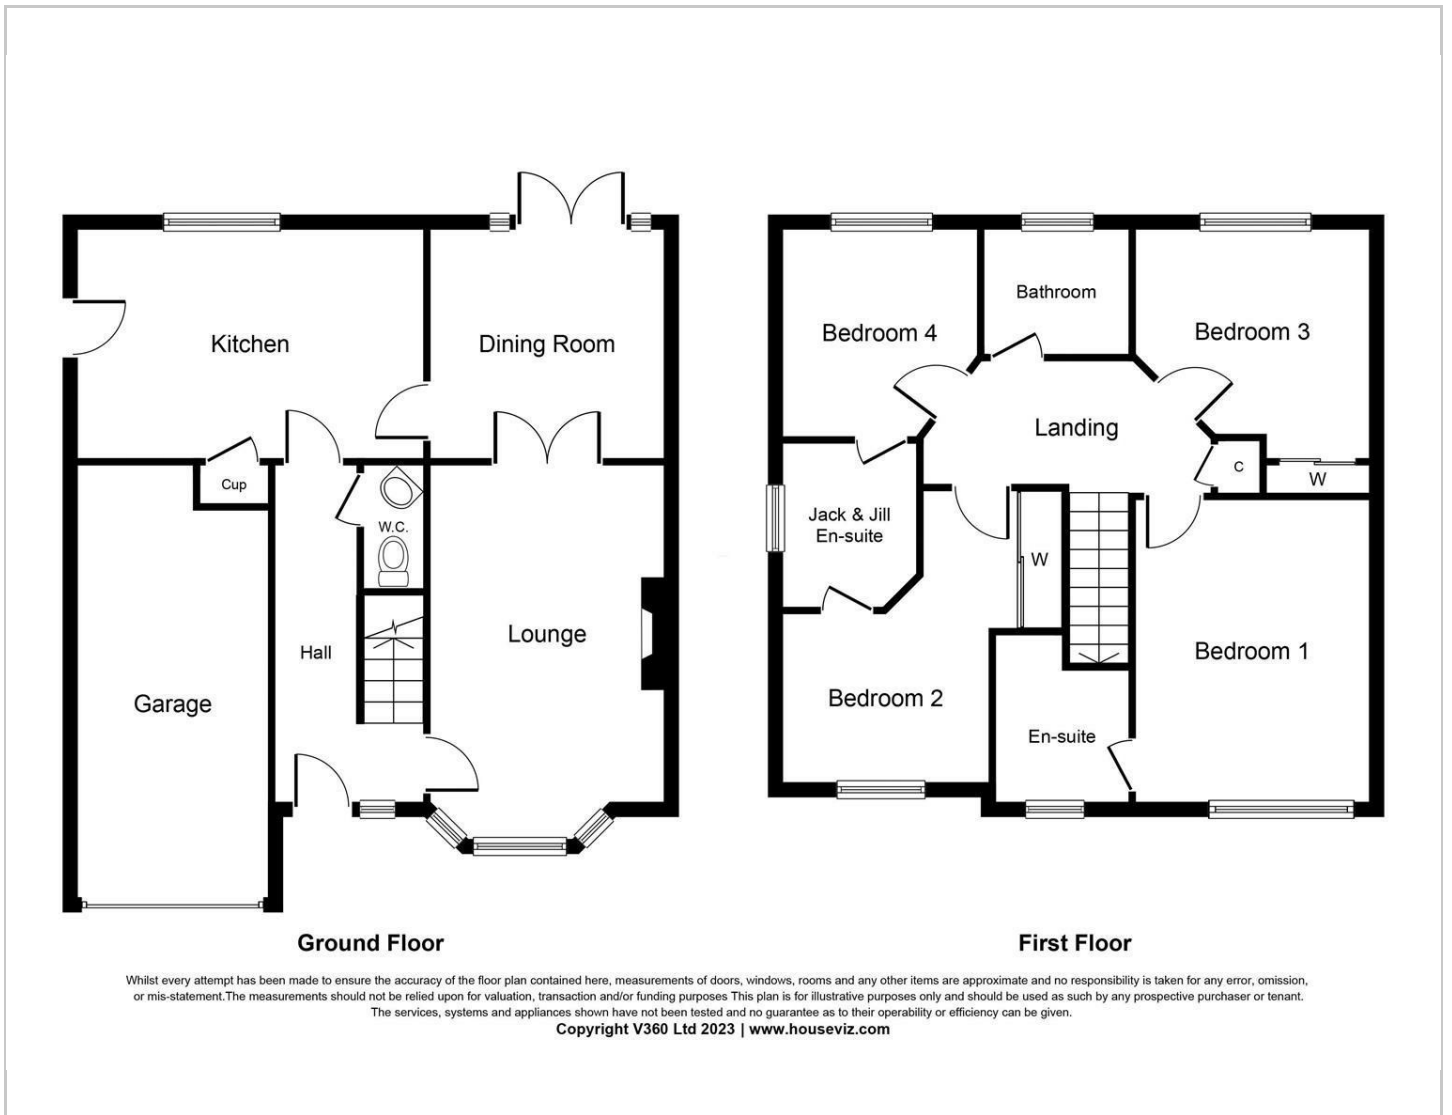 Kitchen
Dining Room
Cup
W.C.
Hall
Lounge
Garage
Ground Floor
Bedroom 4
Bathroom
Bedroom 3
Landing
C
W
Jack & Jill
En-suite
W
Bedroom 1
Bedroom 2
En-suite
First Floor
Whilst every attempt has been made to ensure the accuracy of the floor plan contained here, measurements of doors, windows, rooms and any other items are approximate and no responsibility is taken for any error, omission,
or mis-statement.The measurements should not be relied upon for valuation, transaction and/or funding purposes This plan is for illustrative purposes only and should be used as such by any prospective purchaser or tenant.
The services, systems and appliances shown have not been tested and no guarantee as to their operability or efficiency can be given.
Copyright V360 Ltd 2023 | www.houseviz.com